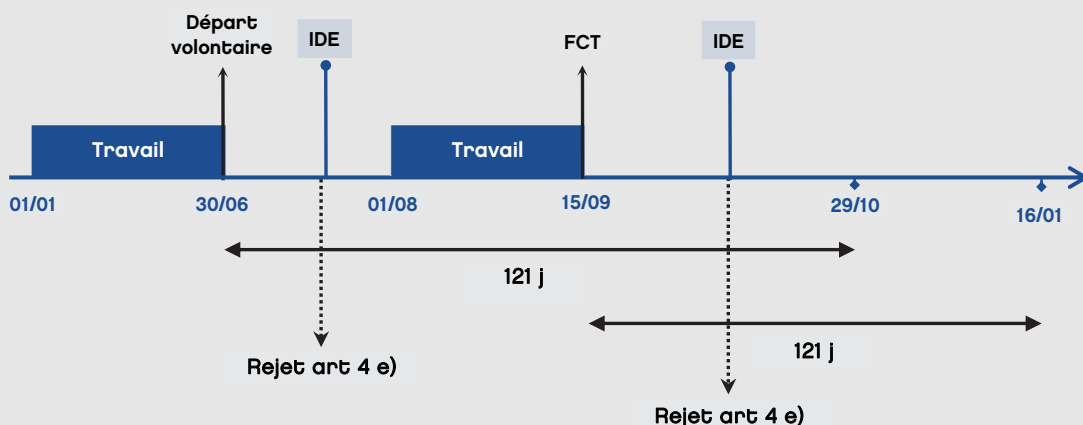 Départ
volontaire
IDE
FCT
IDE
Travail
Travail
01/01
30/06
01/08
15/09
29/10
16/01
121 j
121 j
Rejet art 4 e)
Rejet art 4 e)